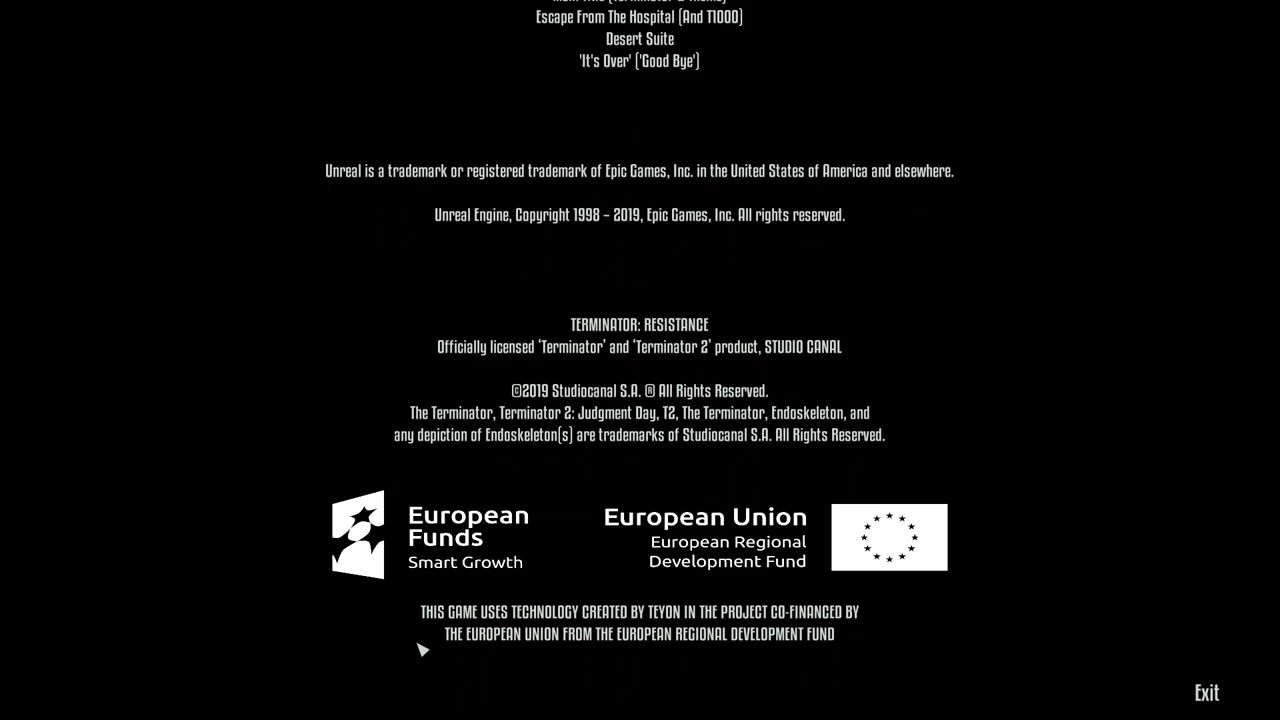 Escape From The Hospital (And T1000)
Desert Suite
'It's Over' ('Good Bye')
Unreal is a trademark or registered trademark of Epic Games, Inc. in the United States of America and elsewhere.
Unreal Engine, Copyright 1998 – 2019, Epic Games, Inc. All rights reserved.
TERMINATOR: RESISTANCE
Officially licensed ‘Terminator’ and ‘Terminator 2’ product, STUDIO CANAL
©2019 Studiocanal S.A. ® All Rights Reserved.
The Terminator, Terminator 2: Judgment Day, T2, The Terminator, Endoskeleton, and
any depiction of Endoskeleton(s) are trademarks of Studiocanal S.A. All Rights Reserved.
European
Funds
Smart Growth
European Union
European Regional
Development Fund
THIS GAME USES TECHNOLOGY CREATED BY TEYON IN THE PROJECT CO-FINANCED BY
THE EUROPEAN UNION FROM THE EUROPEAN REGIONAL DEVELOPMENT FUND
Exit